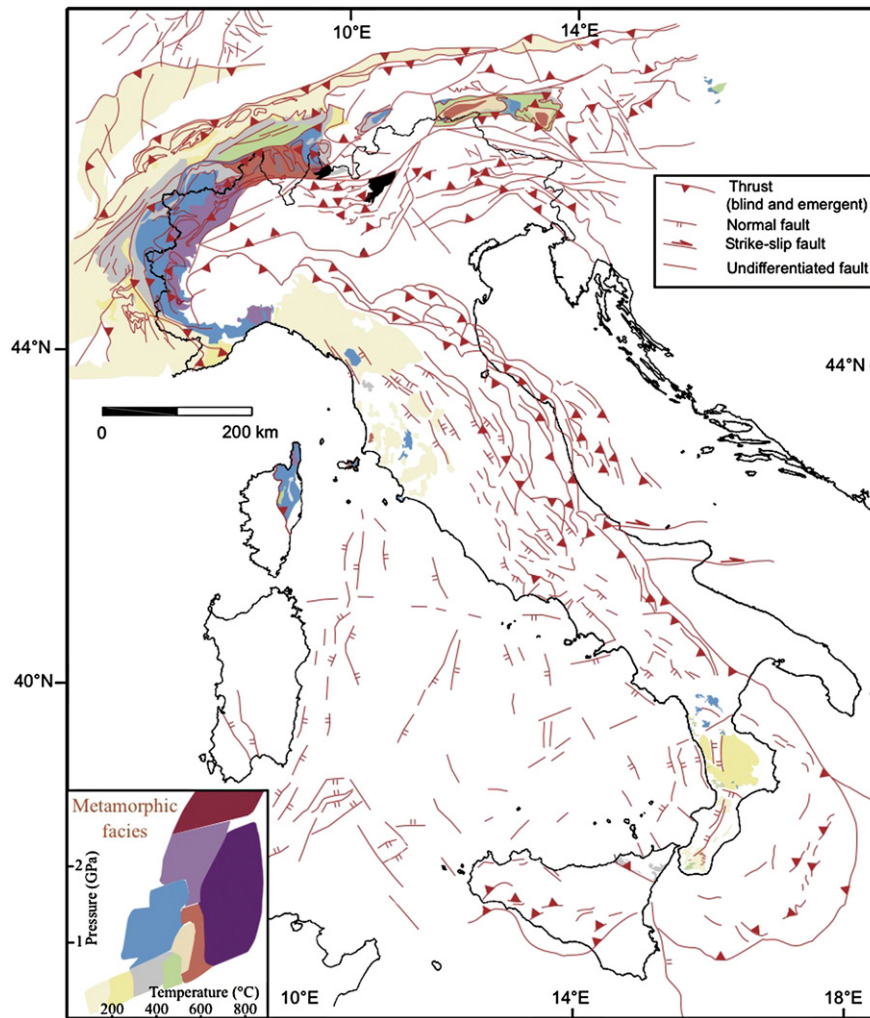 10°E
14°E
Thrust
(blind and emergent)
Normal fault
Strike-slip fault
Undifferentiated fault
44°N
44°N
0
200 km
40°N
Metamorphic
facies
Pressure (GPa)
2
1
Temperature (°C)
200
400
600
800
10°E
14°E
18°E